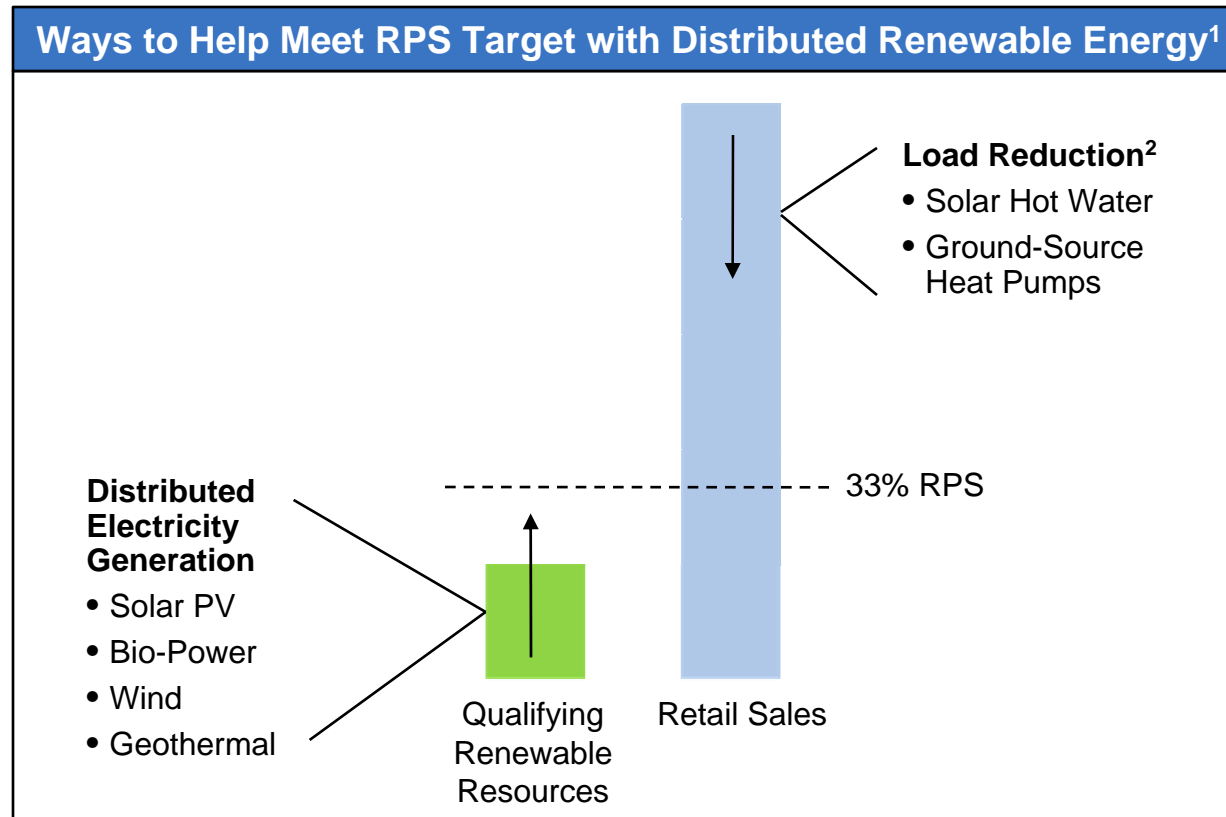 Ways to Help Meet RPS Target with Distributed Renewable Energy¹
Load Reduction²
• Solar Hot Water
• Ground-Source
Heat Pumps
33% RPS
Distributed
Electricity
Generation
• Solar PV
• Bio-Power
• Wind
• Geothermal
Qualifying
Renewable
Resources
Retail Sales